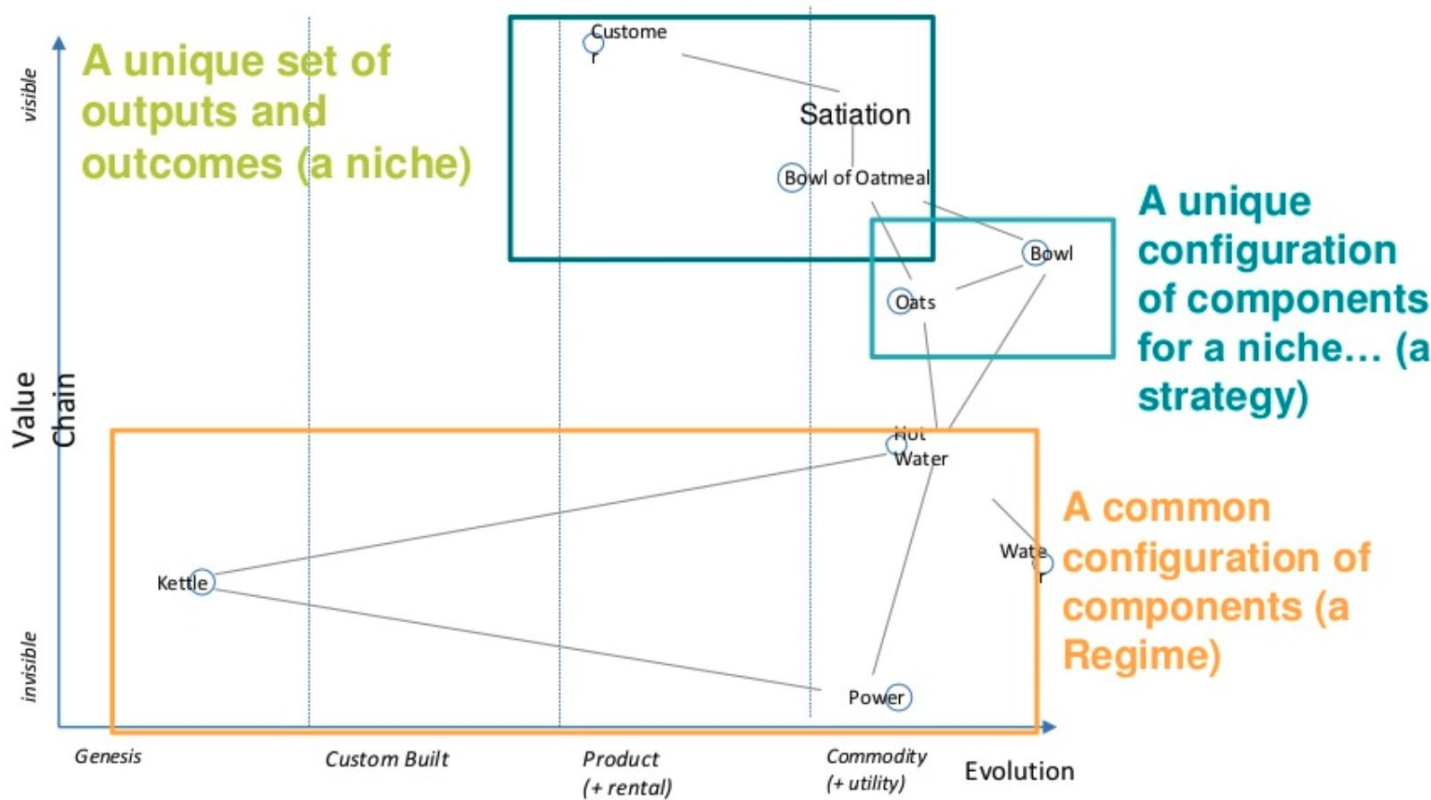 visible
A unique set of
outputs and
outcomes (a niche)
Custome
r
Satiation
Bowl of Oatmeal
A unique
configuration
of components
for a niche… (a
strategy)
Bowl
Oats
Value
Chain
Hot
Water
A common
configuration of
components (a
Regime)
Wate
r
Kettle
invisible
Power
Genesis
Custom Built
Product
(+ rental)
Commodity
(+ utility)
Evolution